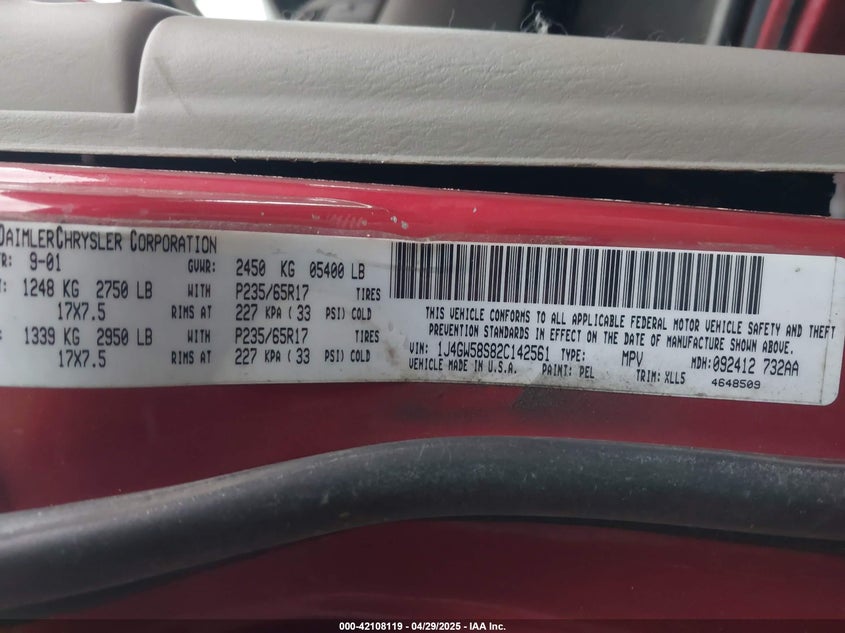 DAIMLERCHRYSLER CORPORATION
TR: 9-01 GVWR: 2450 KG 05400 LB
T: 1248 KG 2750 LB WITH P235/65R17 TIRES
17X7.5 RIMS AT 227 KPA ( 33 PSI) COLD
: 1339 KG 2950 LB WITH P235/65R17 TIRES
17X7.5 RIMS AT 227 KPA ( 33 PSI) COLD
THIS VEHICLE CONFORMS TO ALL APPLICABLE FEDERAL MOTOR VEHICLE SAFETY AND THEFT
PREVENTION STANDARDS IN EFFECT ON THE DATE OF MANUFACTURE SHOWN ABOVE.
VIN: 1J4GW58S82C142561 TYPE: MPV MDH: 092412 732AA
VEHICLE MADE IN U.S.A. PAINT: PEL TRIM: XLL5 4648509
000-42108119 / 04/29/2025 - IAA Inc.